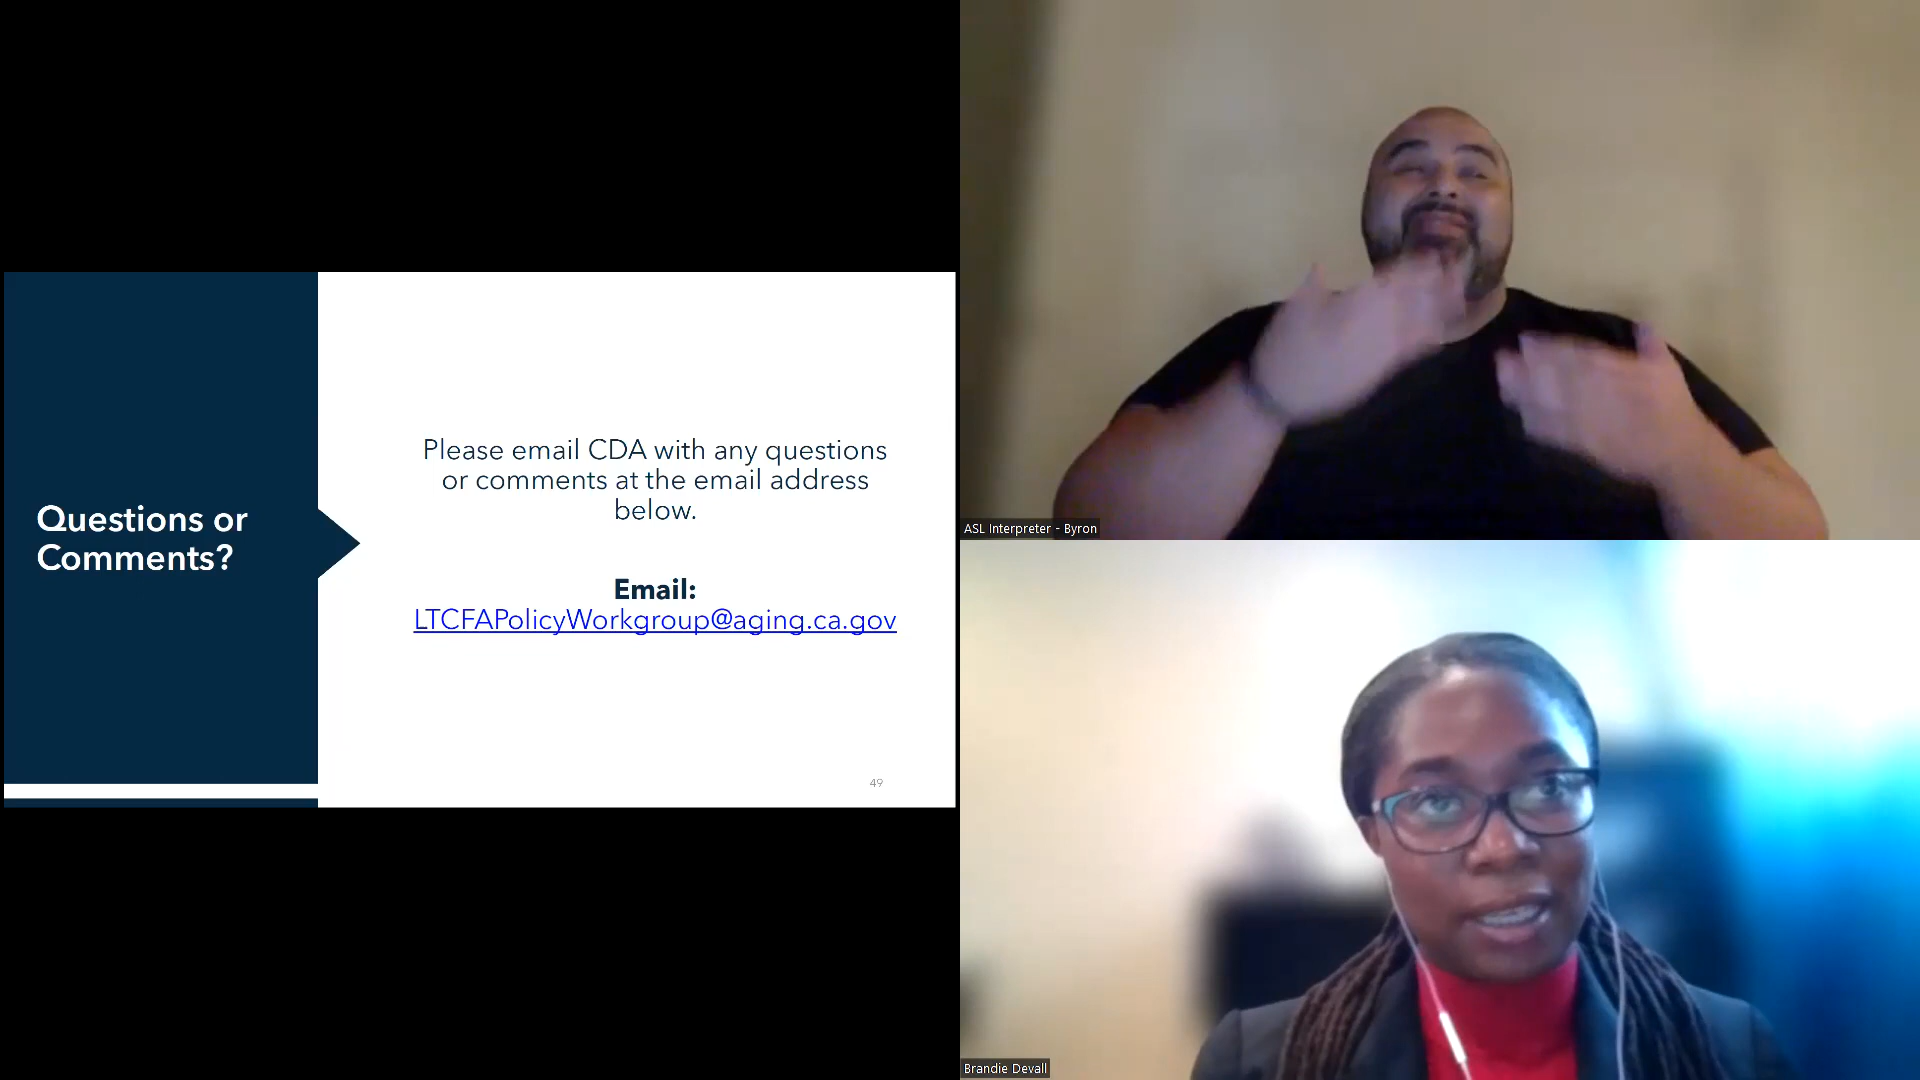 Questions or
Comments?
Please email CDA with any questions
or comments at the email address
below.
Email:
LTCFAPolicyWorkgroup@aging.ca.gov
49
ASL Interpreter - Byron
Brandie Devall